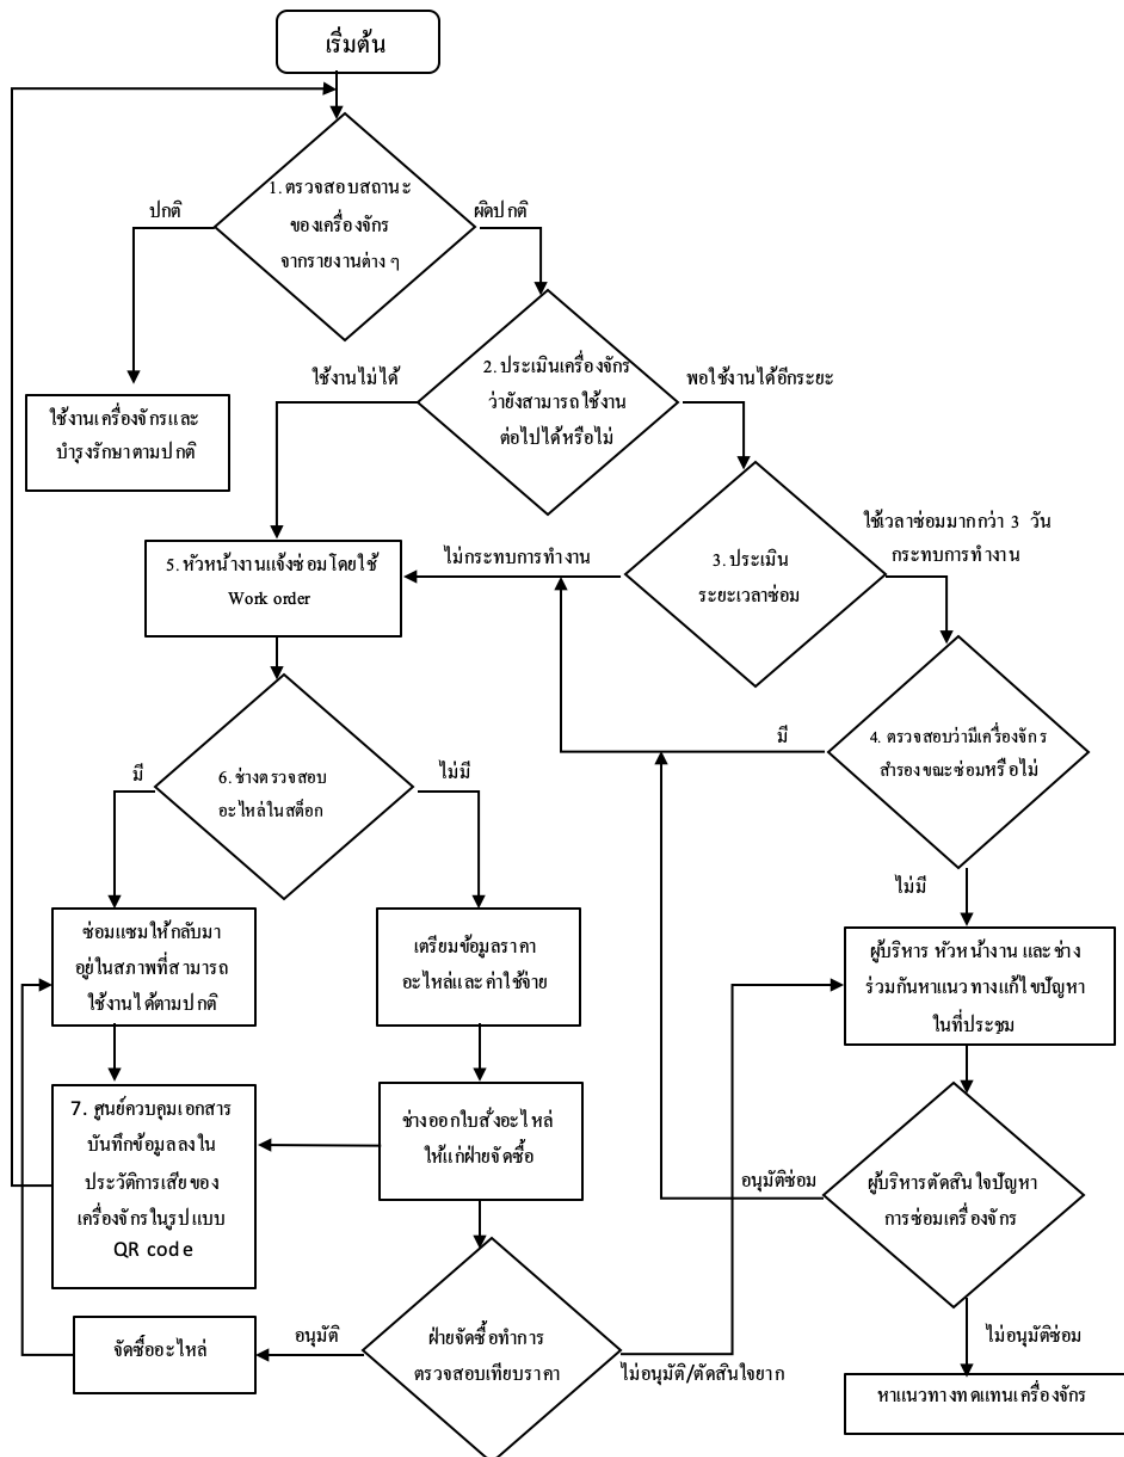 เริ่มต้น
1. ตรวจสอบสถานะ
ของเครื่องจักร
จากรายงานต่าง ๆ
ปกติ
ผิดปกติ
ใช้งานเครื่องจักรและ
บำรุงรักษาตามปกติ
2. ประเมินเครื่องจักร
ว่ายังสามารถใช้งาน
ต่อไปได้หรือไม่
ใช้งานไม่ได้
พอใช้งานได้อีกระยะ
3. ประเมิน
ระยะเวลาซ่อม
ไม่กระทบการทำงาน
ใช้เวลาซ่อมมากกว่า 3 วัน
กระทบการทำงาน
5. หัวหน้างานแจ้งซ่อมโดยใช้
Work order
4. ตรวจสอบว่ามีเครื่องจักร
สำรองขณะซ่อมหรือไม่
มี
ไม่มี
6. ช่างตรวจสอบ
อะไหล่ในสต็อก
มี
ไม่มี
ซ่อมแซมให้กลับมา
อยู่ในสภาพที่สามารถ
ใช้งานได้ตามปกติ
เตรียมข้อมูลราคา
อะไหล่และค่าใช้จ่าย
ผู้บริหาร หัวหน้างาน และช่าง
ร่วมกันหาแนวทางแก้ไขปัญหา
ในที่ประชุม
7. ศูนย์ควบคุมเอกสาร
บันทึกข้อมูลลงใน
ประวัติการเสียของ
เครื่องจักรในรูปแบบ
QR code
ช่างออกใบสั่งอะไหล่
ให้แก่ฝ่ายจัดซื้อ
ผู้บริหารตัดสินใจปัญหา
การซ่อมเครื่องจักร
อนุมัติซ่อม
ไม่อนุมัติซ่อม
จัดซื้ออะไหล่
อนุมัติ
ฝ่ายจัดซื้อทำการ
ตรวจสอบเทียบราคา
ไม่อนุมัติ/ตัดสินใจยาก
หาแนวทางทดแทนเครื่องจักร